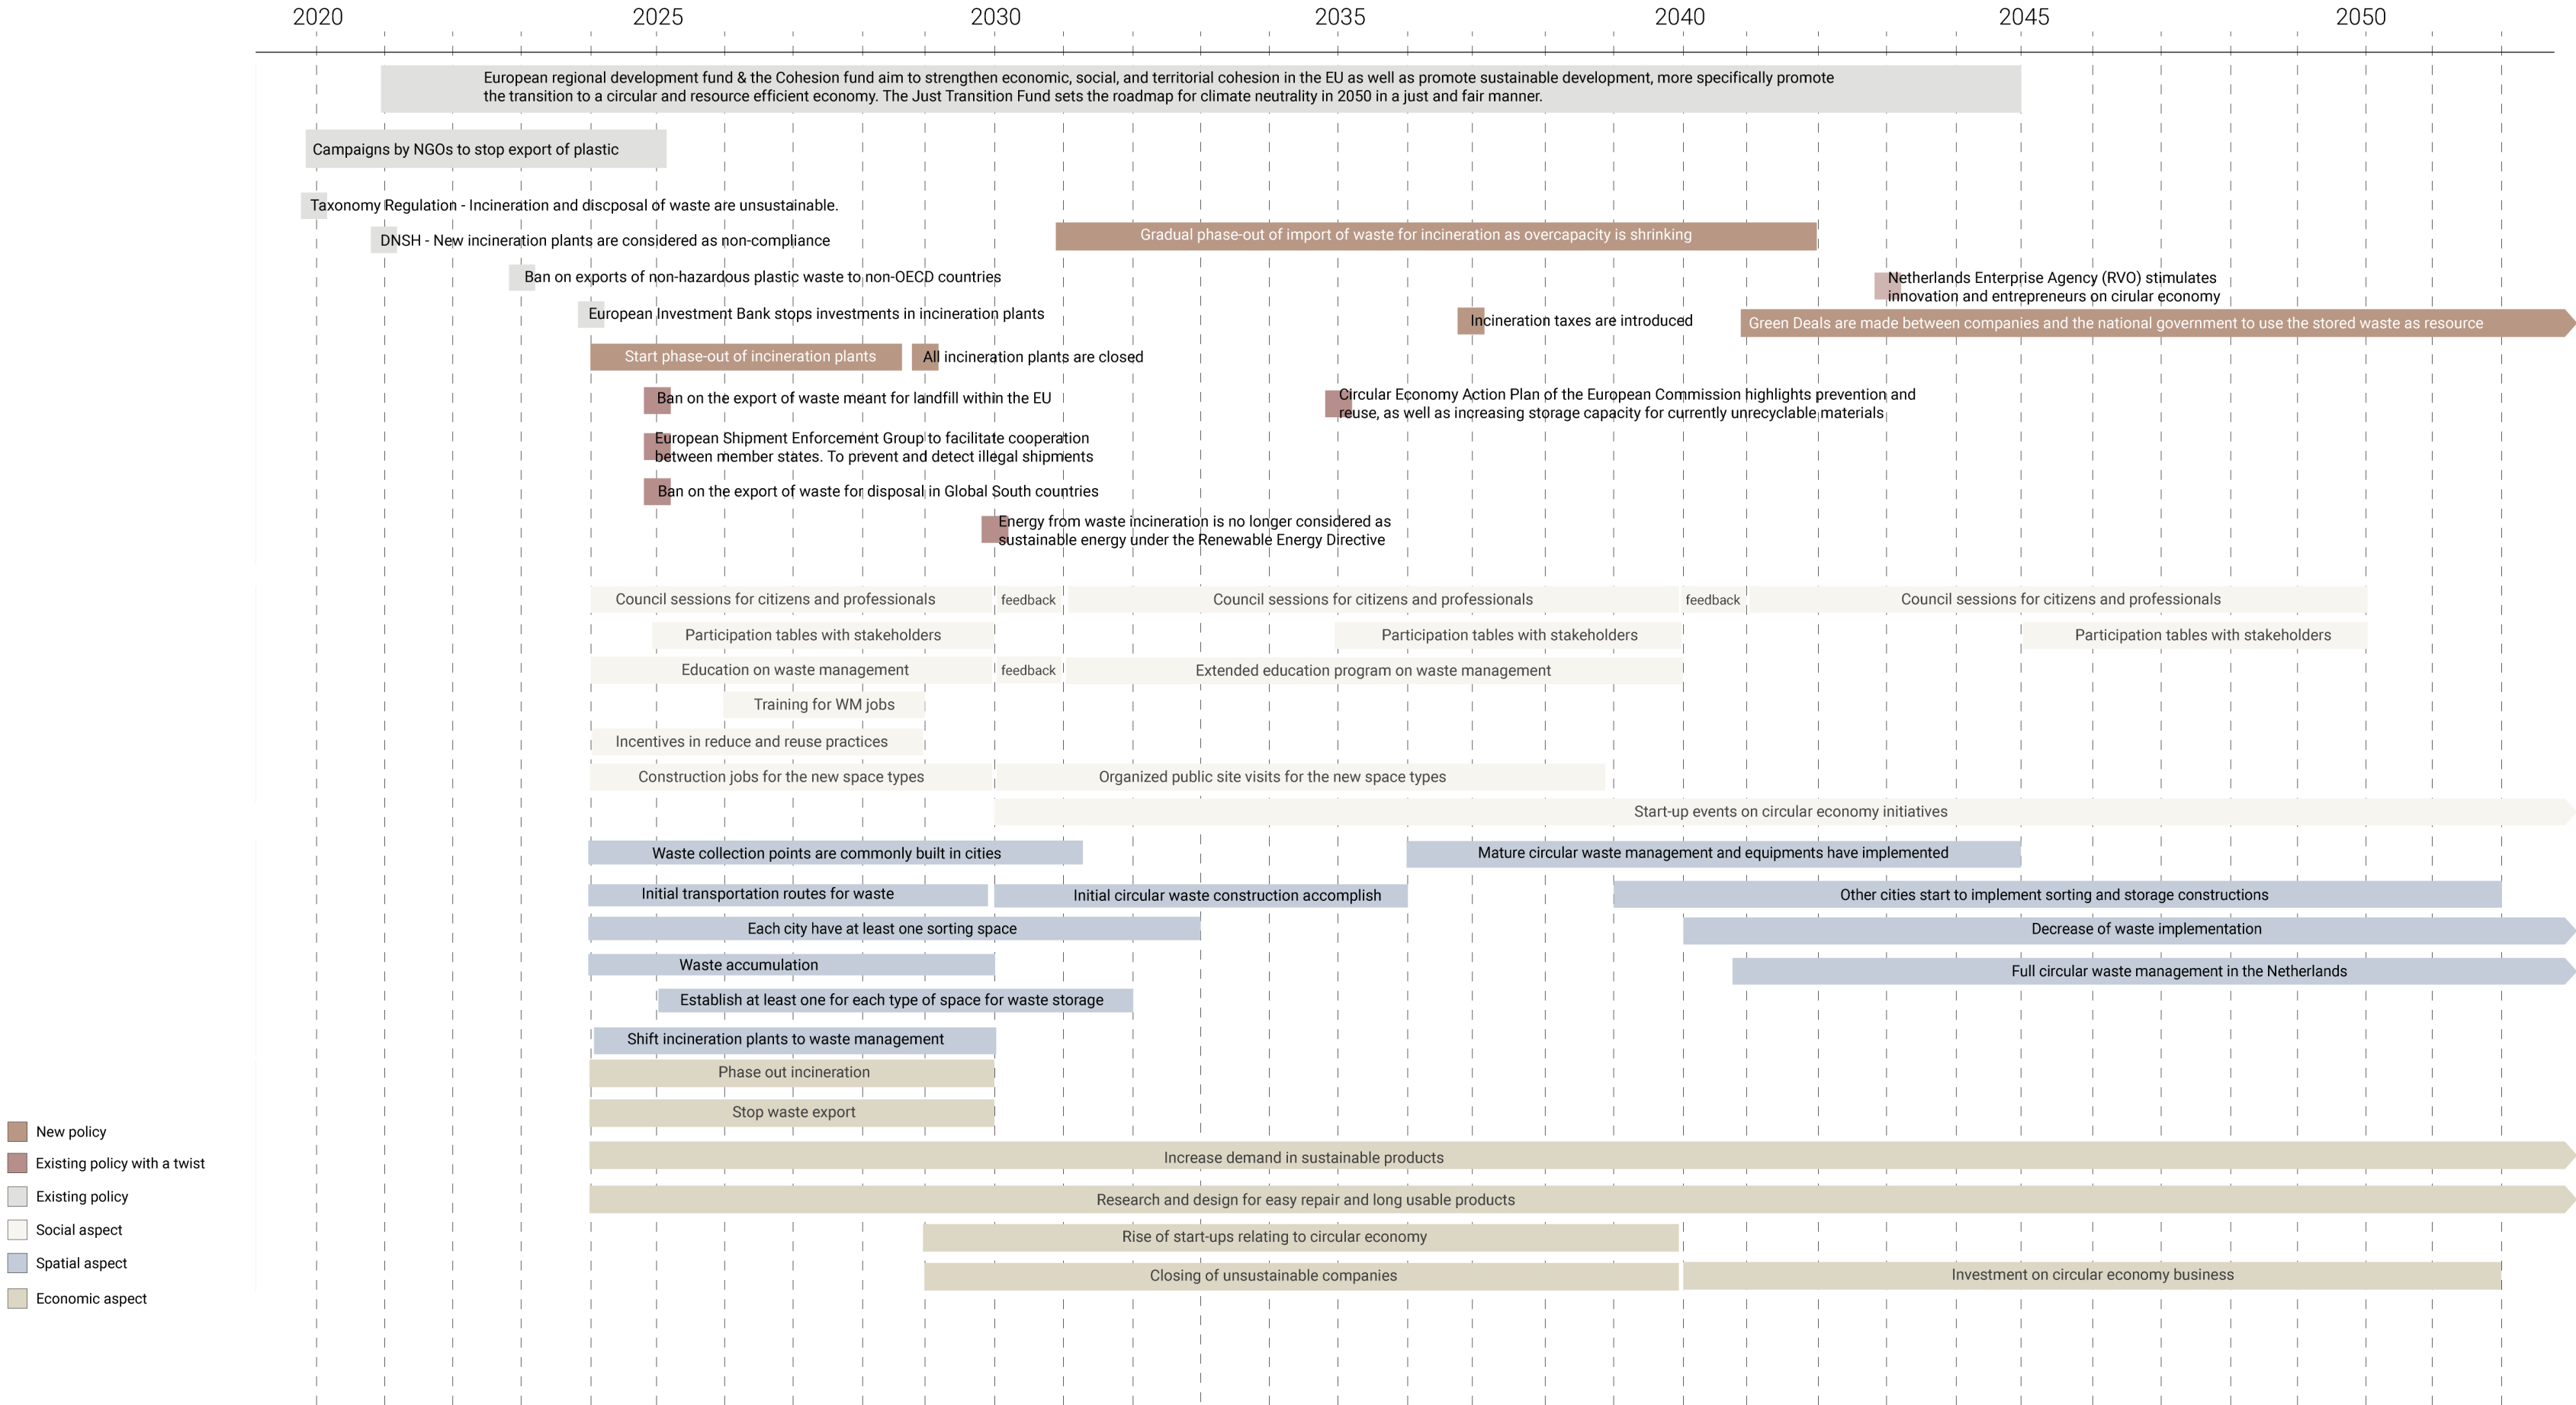 2020 2025 2030 2035 2040 2045 2050
European regional development fund & the Cohesion fund aim to strengthen economic, social, and territorial cohesion in the EU as well as promote sustainable development, more specifically promote
the transition to a circular and resource efficient economy. The Just Transition Fund sets the roadmap for climate neutrality in 2050 in a just and fair manner.
Campaigns by NGOs to stop export of plastic
Taxonomy Regulation - Incineration and discposal of waste are unsustainable.
DNSH - New incineration plants are considered as non-compliance
Gradual phase-out of import of waste for incineration as overcapacity is shrinking
Ban on exports of non-hazardous plastic waste to non-OECD countries
Netherlands Enterprise Agency (RVO) stimulates
innovation and entrepreneurs on cirular economy
European Investment Bank stops investments in incineration plants
Incineration taxes are introduced
Green Deals are made between companies and the national government to use the stored waste as resource
Start phase-out of incineration plants
All incineration plants are closed
Ban on the export of waste meant for landfill within the EU
Circular Economy Action Plan of the European Commission highlights prevention and
reuse, as well as increasing storage capacity for currently unrecyclable materials
European Shipment Enforcement Group to facilitate cooperation
between member states. To prevent and detect illegal shipments
Ban on the export of waste for disposal in Global South countries
Energy from waste incineration is no longer considered as
sustainable energy under the Renewable Energy Directive
Council sessions for citizens and professionals
feedback
Council sessions for citizens and professionals
feedback
Council sessions for citizens and professionals
Participation tables with stakeholders
Participation tables with stakeholders
Participation tables with stakeholders
Education on waste management
feedback
Extended education program on waste management
Training for WM jobs
Incentives in reduce and reuse practices
Construction jobs for the new space types
Organized public site visits for the new space types
Start-up events on circular economy initiatives
Waste collection points are commonly built in cities
Mature circular waste management and equipments have implemented
Initial transportation routes for waste
Initial circular waste construction accomplish
Other cities start to implement sorting and storage constructions
Each city have at least one sorting space
Decrease of waste implementation
Waste accumulation
Full circular waste management in the Netherlands
Establish at least one for each type of space for waste storage
Shift incineration plants to waste management
Phase out incineration
Stop waste export
Increase demand in sustainable products
Research and design for easy repair and long usable products
Rise of start-ups relating to circular economy
Closing of unsustainable companies
Investment on circular economy business
New policy
Existing policy with a twist
Existing policy
Social aspect
Spatial aspect
Economic aspect